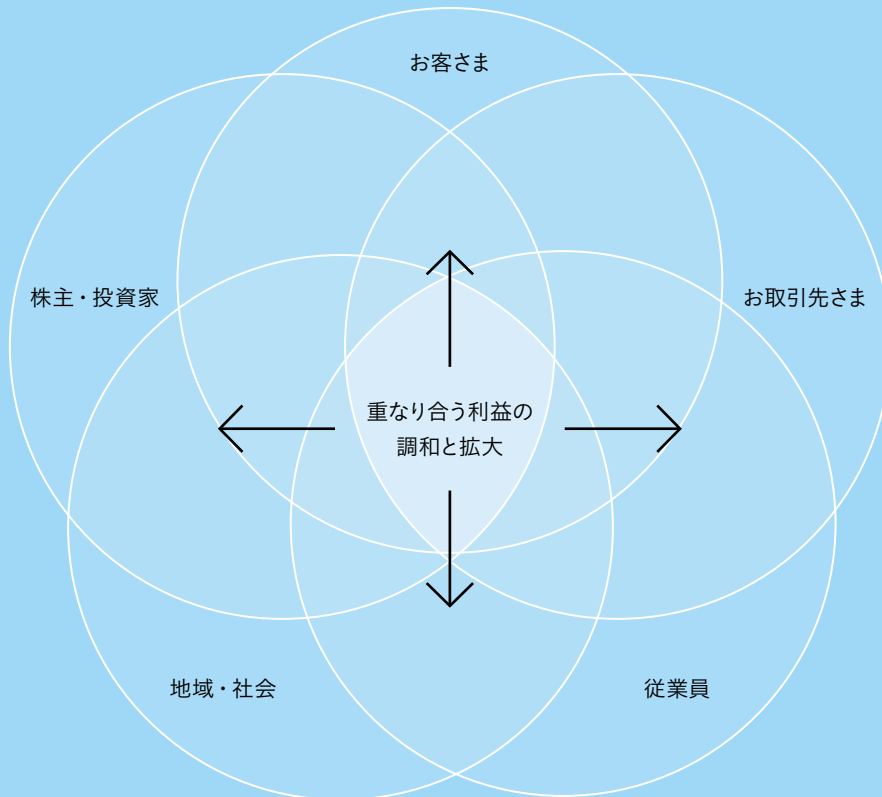 お客さま
株主・投資家
お取引先さま
重なり合う利益の
調和と拡大
地域・社会
従業員